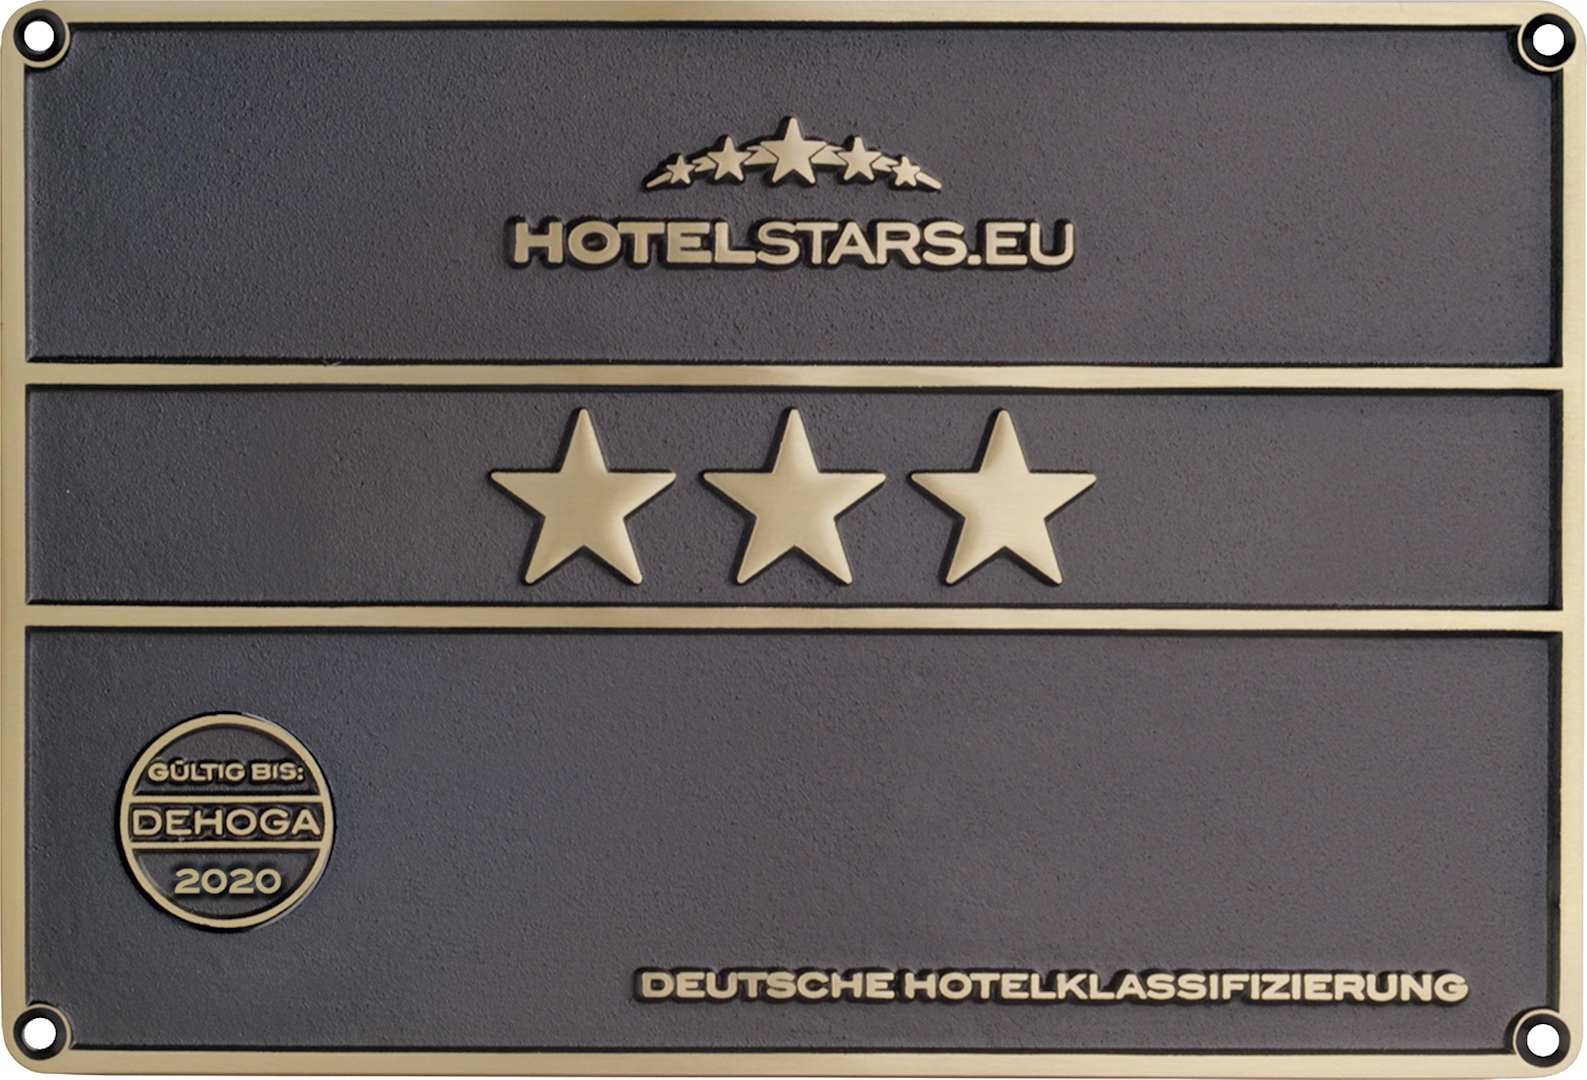 HOTELSTARS.EU
GÜLTIG BIS:
DEHOGA
2020
DEUTSCHE HOTELKLASSIFIZIERUNG